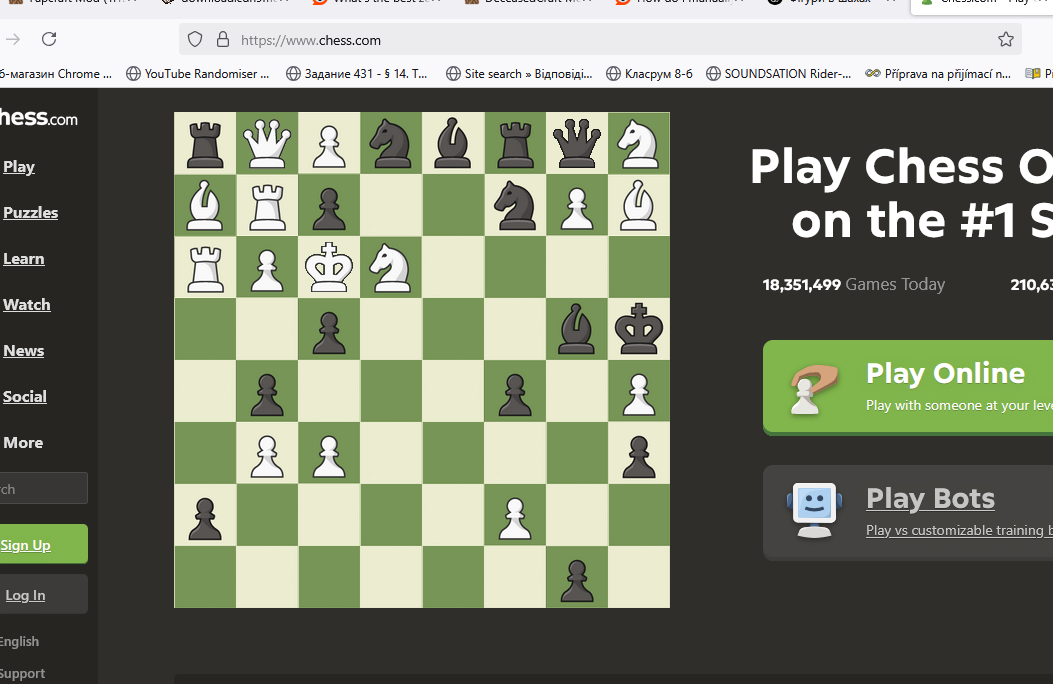 https://www.chess.com
б-магазин Chrome ... YouTube Randomiser ... Задание 431 - § 14. Т... Site search » Відповіді... Класрум 8-б SOUNDSATION Rider-... Příprava na přijímací n...
hess.com
Play
Puzzles
Learn
Watch
News
Social
More
rch
Sign Up
Log In
English
Support
Play Chess O
on the #1 S
18,351,499 Games Today 210,63
Play Online
Play with someone at your leve
Play Bots
Play vs customizable training b